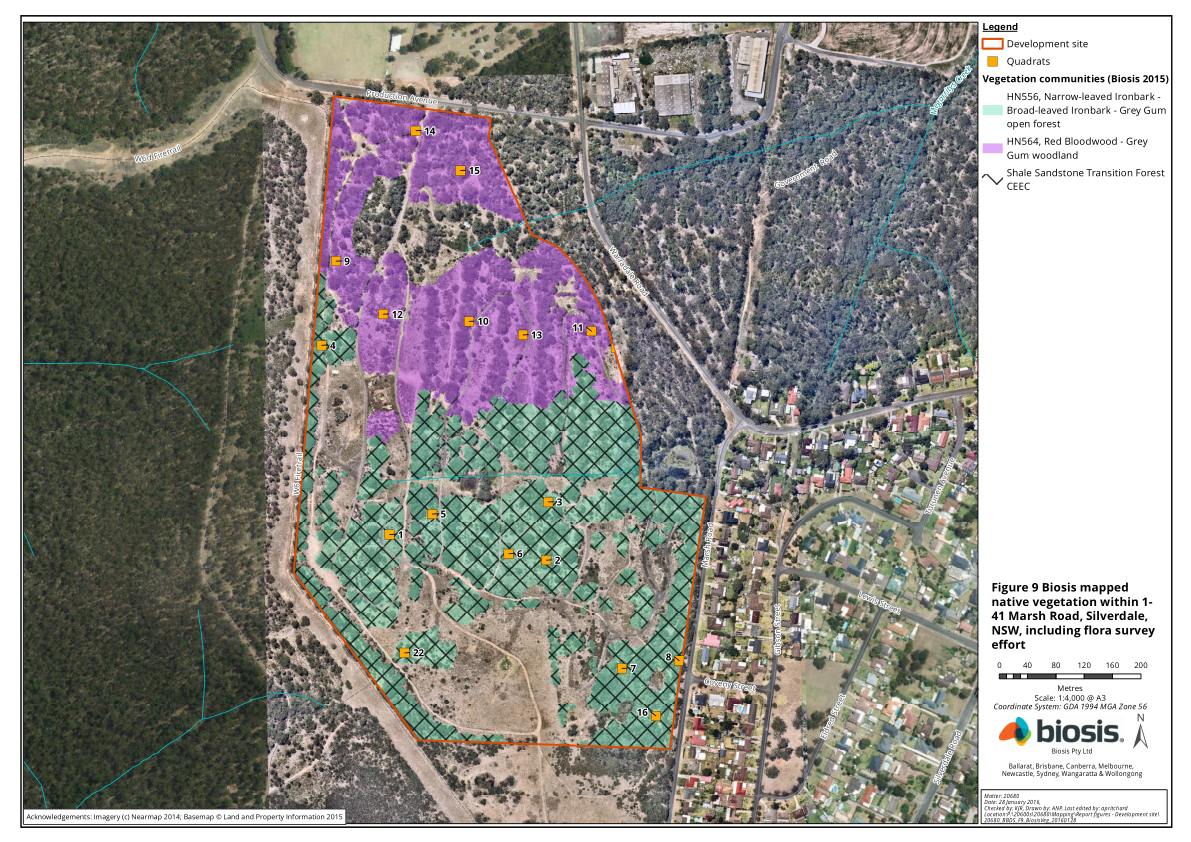 Legend
Development site
Quadrats
Vegetation communities (Biosis 2015)
HN556, Narrow-leaved Ironbark -
Broad-leaved Ironbark - Grey Gum
open forest
HN564, Red Bloodwood - Grey
Gum woodland
Shale Sandstone Transition Forest
CEEC
Production Avenue
W6d Firetrail
Government Road
Marsh Road
W6 Firetrail
Lewis Street
Gibson Street
Coveny Street
Eldred Street
Silverdale Road
14
15
9
12
10
13
11
4
3
5
1
6
2
22
7
8
16
Figure 9 Biosis mapped
native vegetation within 1-
41 Marsh Road, Silverdale,
NSW, including flora survey
effort
0 40 80 120 160 200
Metres
Scale: 1:4,000 @ A3
Coordinate System: GDA 1994 MGA Zone 56
biosis.
N
Biosis Pty Ltd
Ballarat, Brisbane, Canberra, Melbourne,
Newcastle, Sydney, Wangaratta & Wollongong
Matter: 20680
Date: 28 January 2016,
Checked by: KJR, Drawn by: ANP, Last edited by: apritchard
Location:P:\20600s\20680\Mapping\Report figures - Development site\
20680_BBDS_F9_BiosisVeg_20160128
Acknowledgements: Imagery (c) Nearmap 2014; Basemap © Land and Property Information 2015